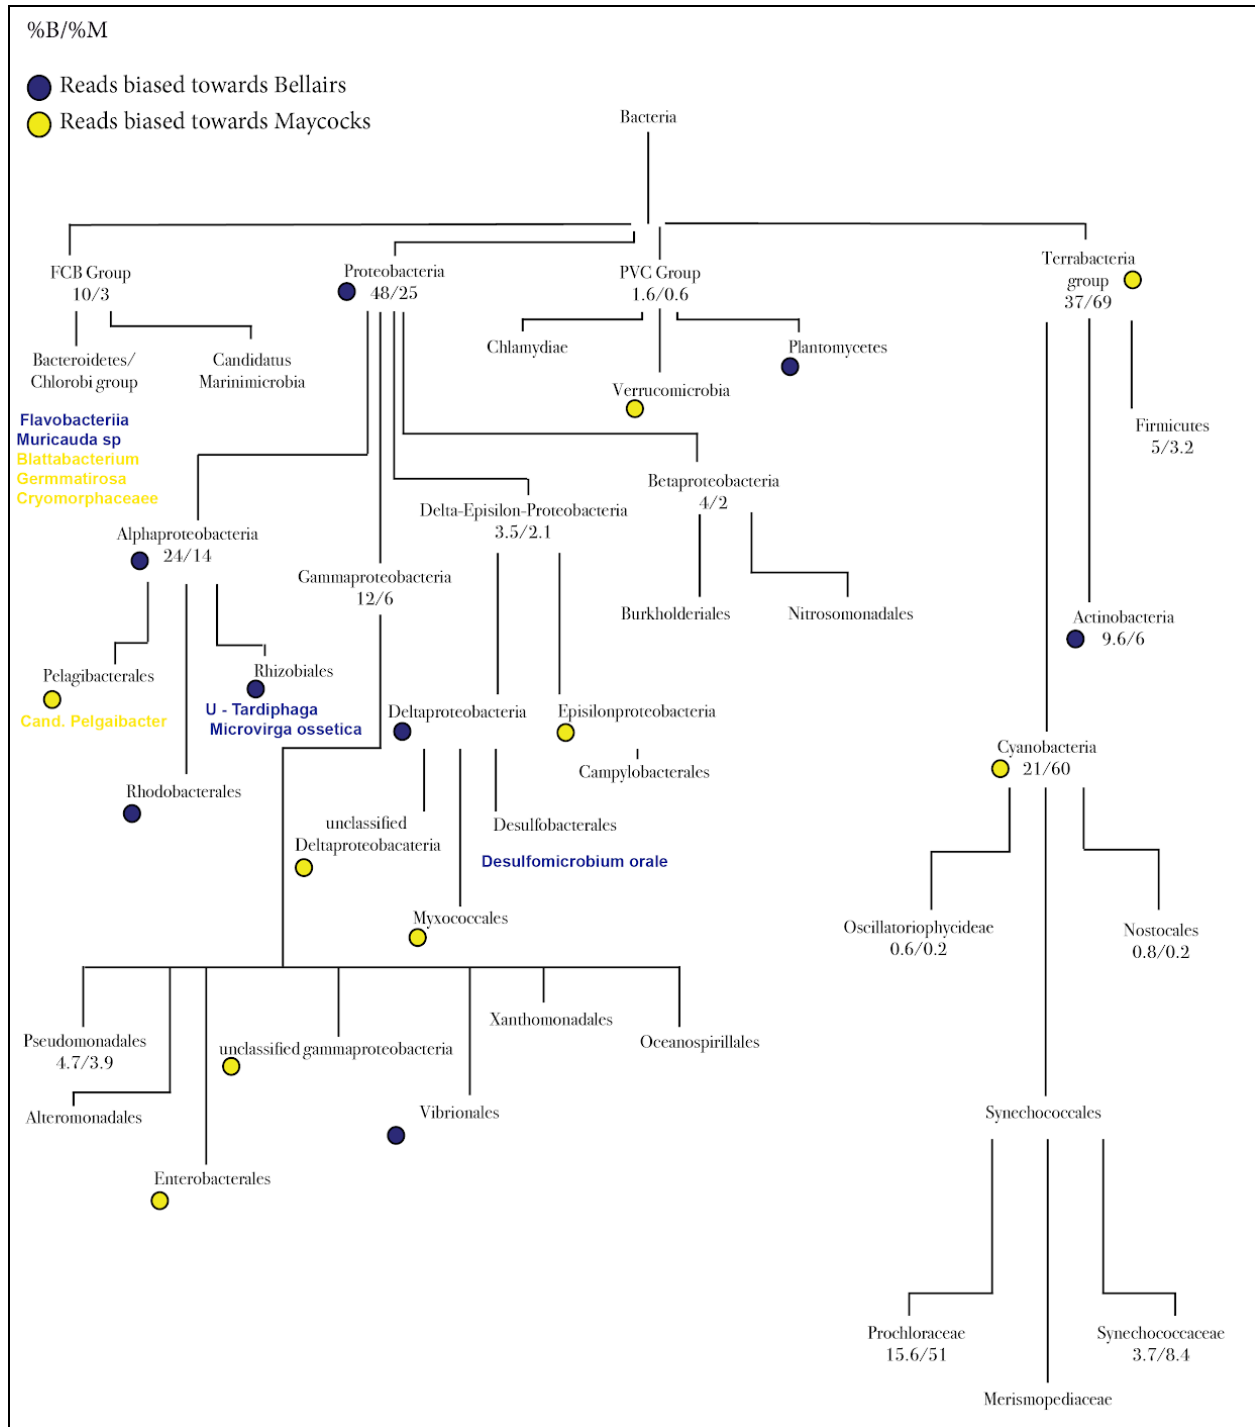 %B/%M
Reads biased towards Bellairs
Reads biased towards Maycocks
Bacteria
FCB Group
10/3
Proteobacteria
48/25
PVC Group
1.6/0.6
Terrabacteria
group
37/69
Bacteroidetes/
Chlorobi group
Candidatus
Marinimicrobia
Chlamydiae
Plantomycetes
Verrucomicrobia
Firmicutes
5/3.2
Flavobacteriia
Muricauda sp
Blattabacterium
Germmatirosa
Cryomorphaceaee
Betaproteobacteria
4/2
Delta-Episilon-Proteobacteria
3.5/2.1
Alphaproteobacteria
24/14
Gammaproteobacteria
12/6
Burkholderiales
Nitrosomonadales
Actinobacteria
9.6/6
Pelagibacterales
Cand. Pelgaibacter
Rhizobiales
U - Tardiphaga
Microvirga ossetica
Deltaproteobacteria
Episilonproteobacteria
Campylobacterales
Cyanobacteria
21/60
Rhodobacterales
unclassified
Deltaproteobacateria
Desulfobacterales
Desulfomicrobium orale
Myxococcales
Oscillatoriophycideae
0.6/0.2
Nostocales
0.8/0.2
Pseudomonadales
4.7/3.9
unclassified gammaproteobacteria
Xanthomonadales
Oceanospirillales
Alteromonadales
Vibrionales
Synechococcales
Enterobacterales
Prochloraceae
15.6/51
Synechococcaceae
3.7/8.4
Merismopediaceae